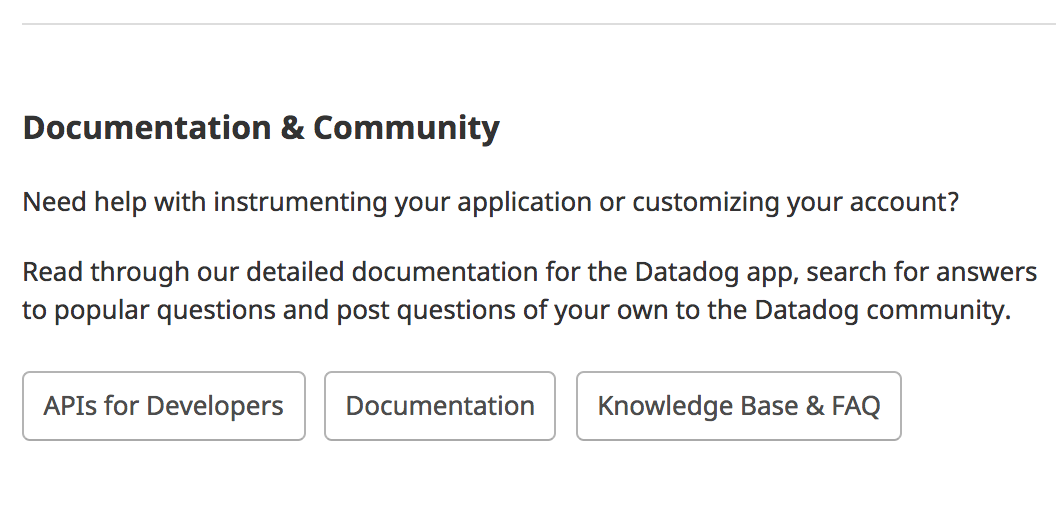 Documentation & Community
Need help with instrumenting your application or customizing your account?
Read through our detailed documentation for the Datadog app, search for answers
to popular questions and post questions of your own to the Datadog community.
APIs for Developers
Documentation
Knowledge Base & FAQ